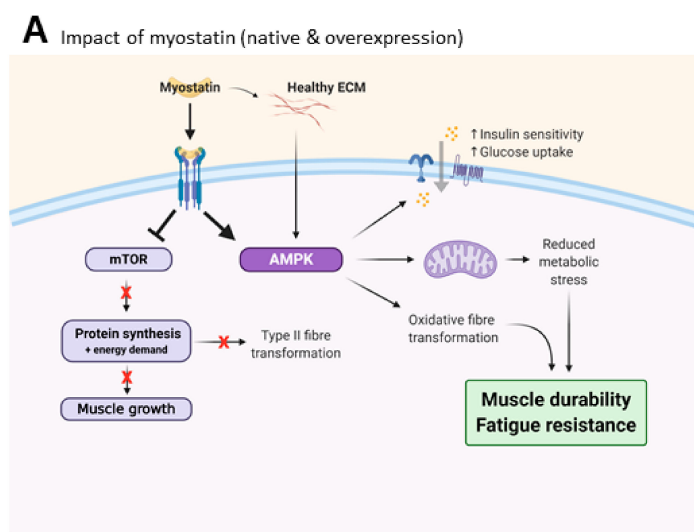 A Impact of myostatin (native & overexpression)
Myostatin
Healthy ECM
↑Insulin sensitivity
↑Glucose uptake
mTOR
AMPK
Reduced
metabolic
stress
Protein synthesis
+ energy demand
Type II fibre
transformation
Oxidative fibre
transformation
Muscle growth
Muscle durability
Fatigue resistance